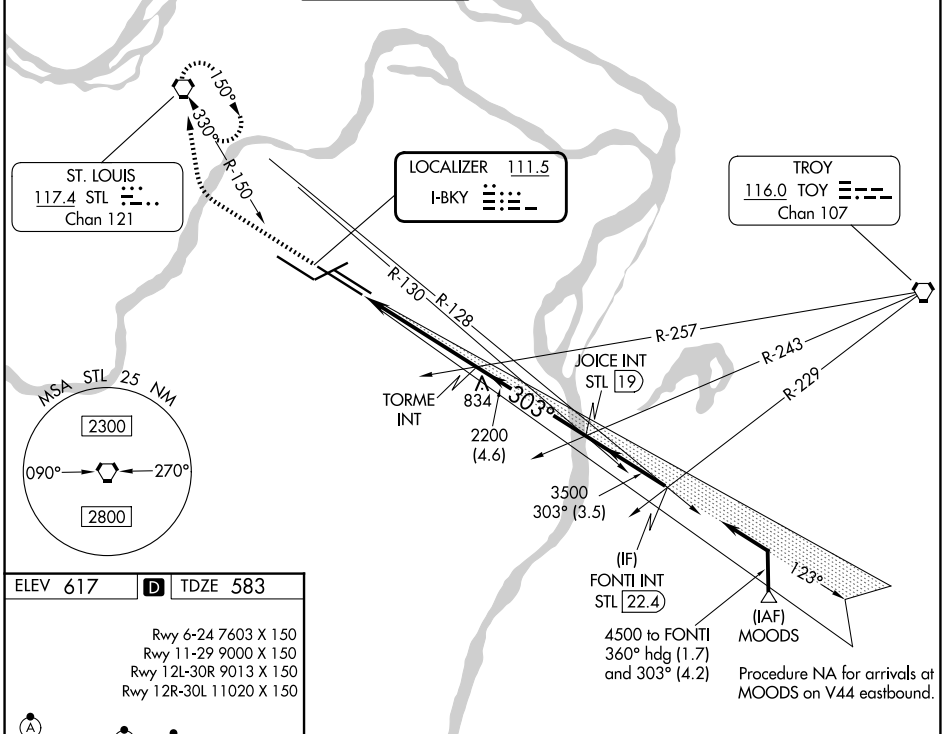 150°
330°
R-150
ST. LOUIS
117.4 STL
Chan 121
LOCALIZER 111.5
I-BKY
TROY
116.0 TOY
Chan 107
R-130
R-128
R-257
R-243
R-229
JOICE INT
STL 19
TORME
INT
834
303°
2200
(4.6)
3500
303° (3.5)
MSA STL 25 NM
2300
090°
270°
2800
(IF)
FONTI INT
STL 22.4
123°
(IAF)
MOODS
4500 to FONTI
360° hdg (1.7)
and 303° (4.2)
Procedure NA for arrivals at
MOODS on V44 eastbound.
ELEV 617 D TDZE 583
Rwy 6-24 7603 X 150
Rwy 11-29 9000 X 150
Rwy 12L-30R 9013 X 150
Rwy 12R-30L 11020 X 150
A